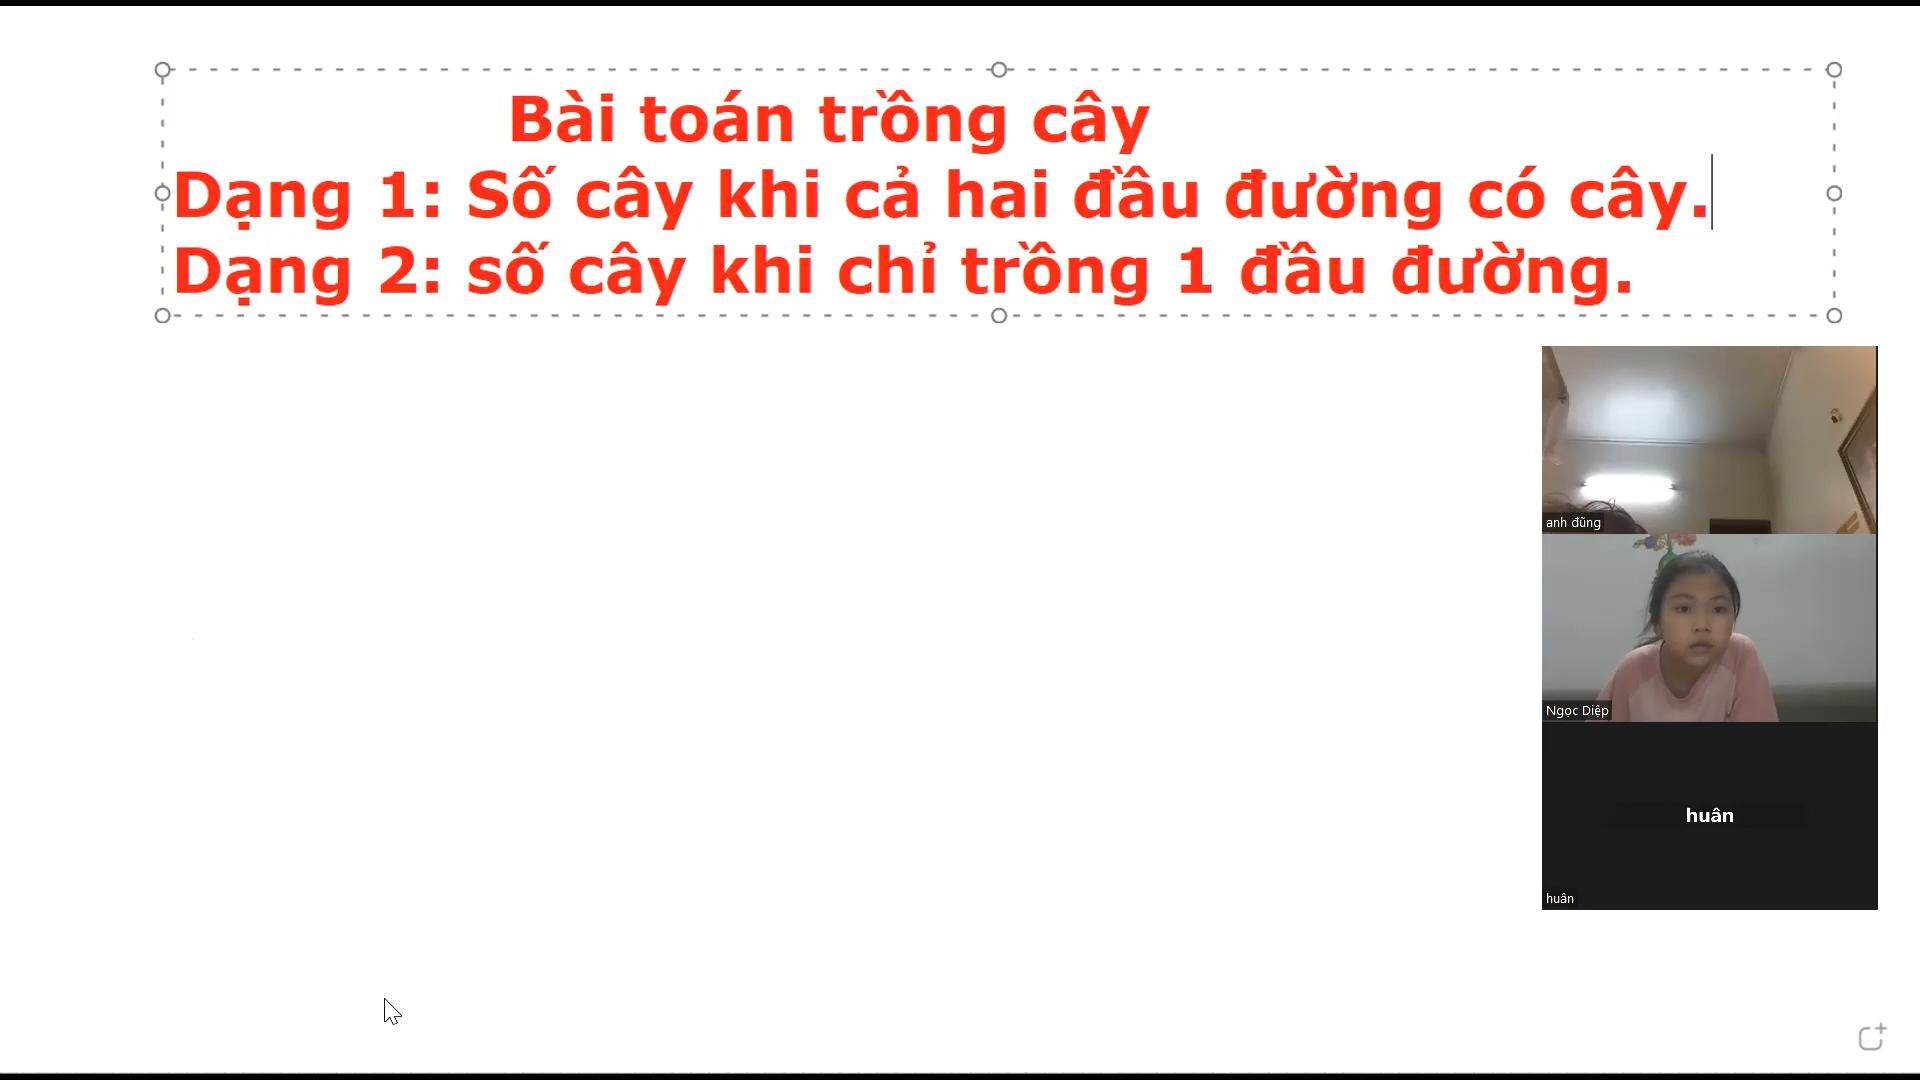 Bài toán trồng cây
Dạng 1: Số cây khi cả hai đầu đường có cây.
Dạng 2: số cây khi chỉ trồng 1 đầu đường.
anh đũng
Ngọc Diệp
huân
huân